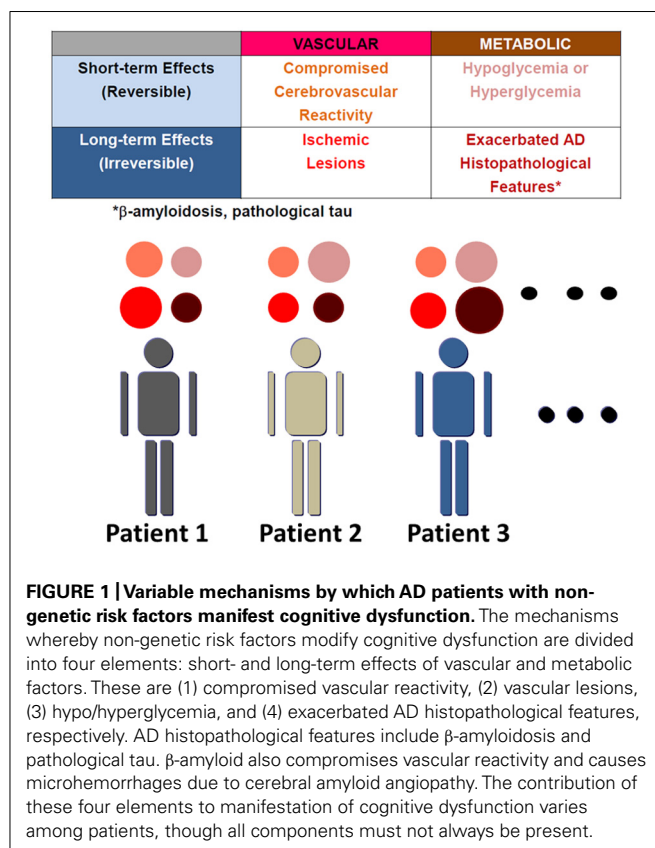 VASCULAR METABOLIC
Short-term Effects (Reversible) Compromised Cerebrovascular Reactivity Hypoglycemia or Hyperglycemia
Long-term Effects (Irreversible) Ischemic Lesions Exacerbated AD Histopathological Features*
*β-amyloidosis, pathological tau
Patient 1 Patient 2 Patient 3
FIGURE 1 | Variable mechanisms by which AD patients with non-
genetic risk factors manifest cognitive dysfunction. The mechanisms
whereby non-genetic risk factors modify cognitive dysfunction are divided
into four elements: short- and long-term effects of vascular and metabolic
factors. These are (1) compromised vascular reactivity, (2) vascular lesions,
(3) hypo/hyperglycemia, and (4) exacerbated AD histopathological features,
respectively. AD histopathological features include β-amyloidosis and
pathological tau. β-amyloid also compromises vascular reactivity and causes
microhemorrhages due to cerebral amyloid angiopathy. The contribution of
these four elements to manifestation of cognitive dysfunction varies
among patients, though all components must not always be present.